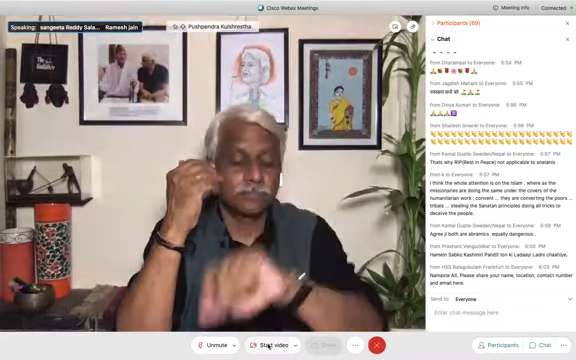 Cisco Webex Meetings
Meeting Info
Connected
Speaking: sangeeta Reddy Sala... Ramesh jain
Pushpendra Kulshrestha
Participants (69)
Chat
from Dharampal to Everyone: 5:54 PM
from Jagdish Mahant to Everyone: 5:55 PM
from Divya Kumari to Everyone: 5:56 PM
from Shailesh Solanki to Everyone: 5:56 PM
from Kamal Gupta-Sweden/Nepal to Everyone: 5:57 PM
Thats why RIP(Rest in Peace) not applicable to snatanis
from k to Everyone: 5:57 PM
I think the whole attention is on the Islam , where as the
missionaries are doing the same under the covers of the
humanitarian work , convent ... they are converting the poors ...
tribals ... stealing the Sanatan principles doing all tricks to
deceive the people.
from Kamal Gupta-Sweden/Nepal to Everyone: 5:59 PM
Agree ji both are abramics equally dangerous .
from Prashant Vengurlekar to Everyone: 6:00 PM
Hamein Sabko Kashmiri Pandit ton ki Ladaayi Ladni chaahiye.
from HSS Balagokulam Frankfurt to Everyone: 6:03 PM
Namaste All, Please share your name, location, contact number
and email here.
Send to: Everyone
Enter chat message here
Unmute
Start video
Share
Participants
Chat